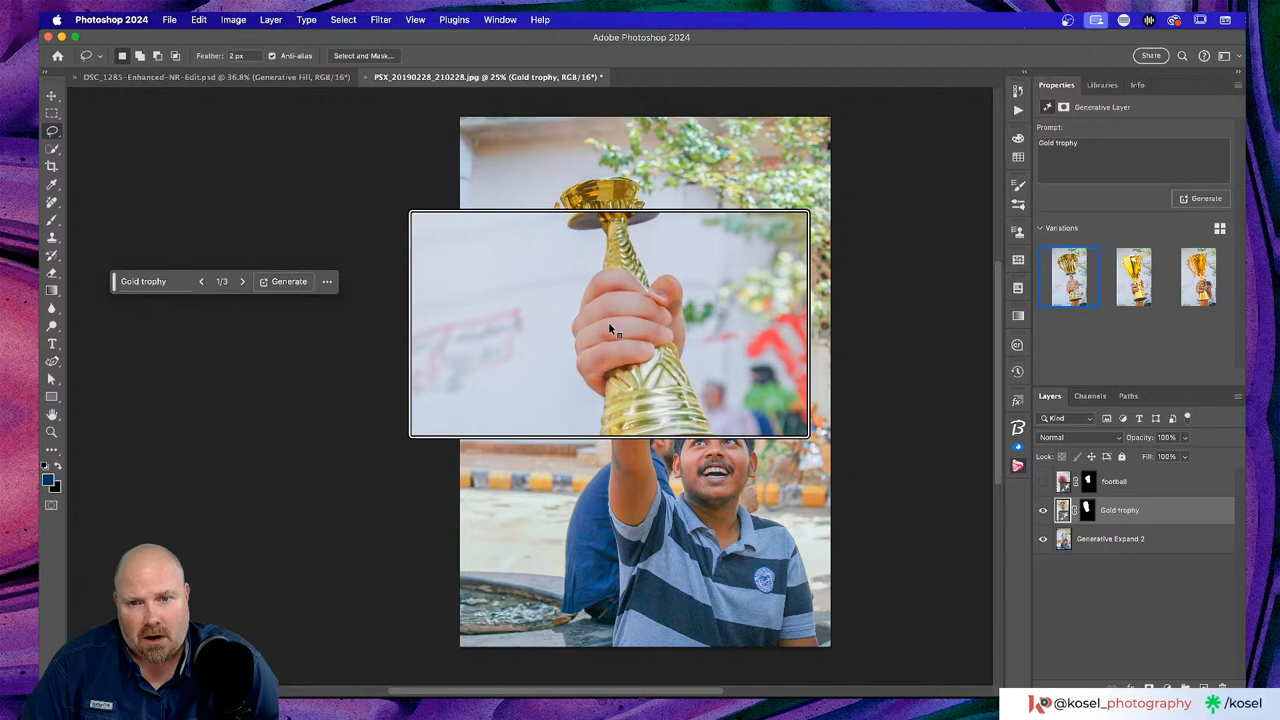 Photoshop 2024 File Edit Image Layer Type Select Filter View Plugins Window Help
Adobe Photoshop 2024
Feather: 2 px Anti-alias Select and Mask... Share
DSC_1285-Enhanced-NR-Edit.psd @ 36.8% (Generative Fill, RGB/16*) PSX_20190228_210228.jpg @ 25% (Gold trophy, RGB/16*) *
Properties Libraries Info
Generative Layer
Prompt:
Gold trophy
Generate
Variations
Gold trophy 1/3 Generate
Layers Channels Paths
Kind
Normal Opacity: 100%
Lock: Fill: 100%
football
Gold trophy
Generative Expand 2
@kosel_photography /kosel